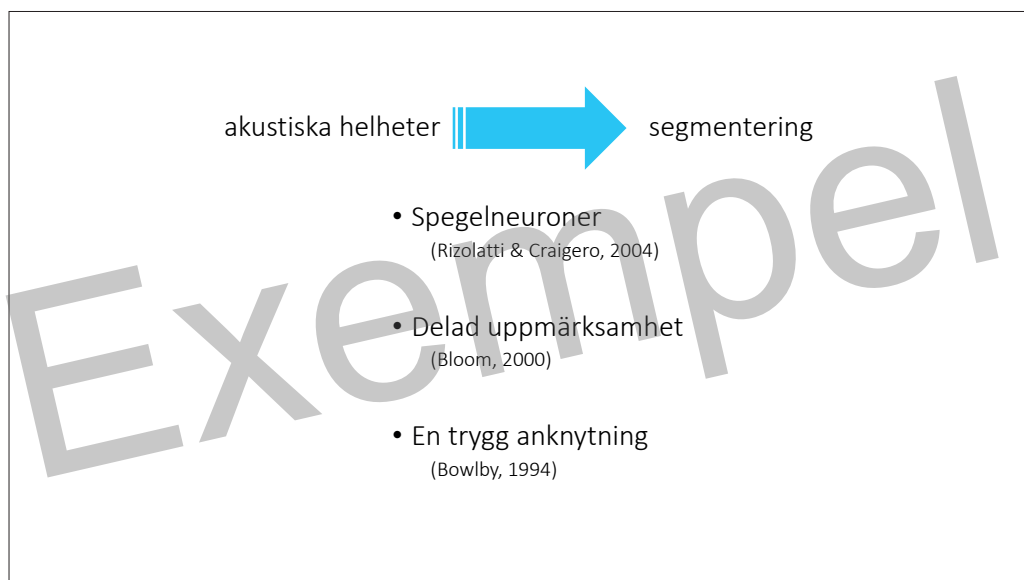 akustiska helheter segmentering
• Spegelneuroner
(Rizolatti & Craigero, 2004)
• Delad uppmärksamhet
(Bloom, 2000)
• En trygg anknytning
(Bowlby, 1994)
Exempel